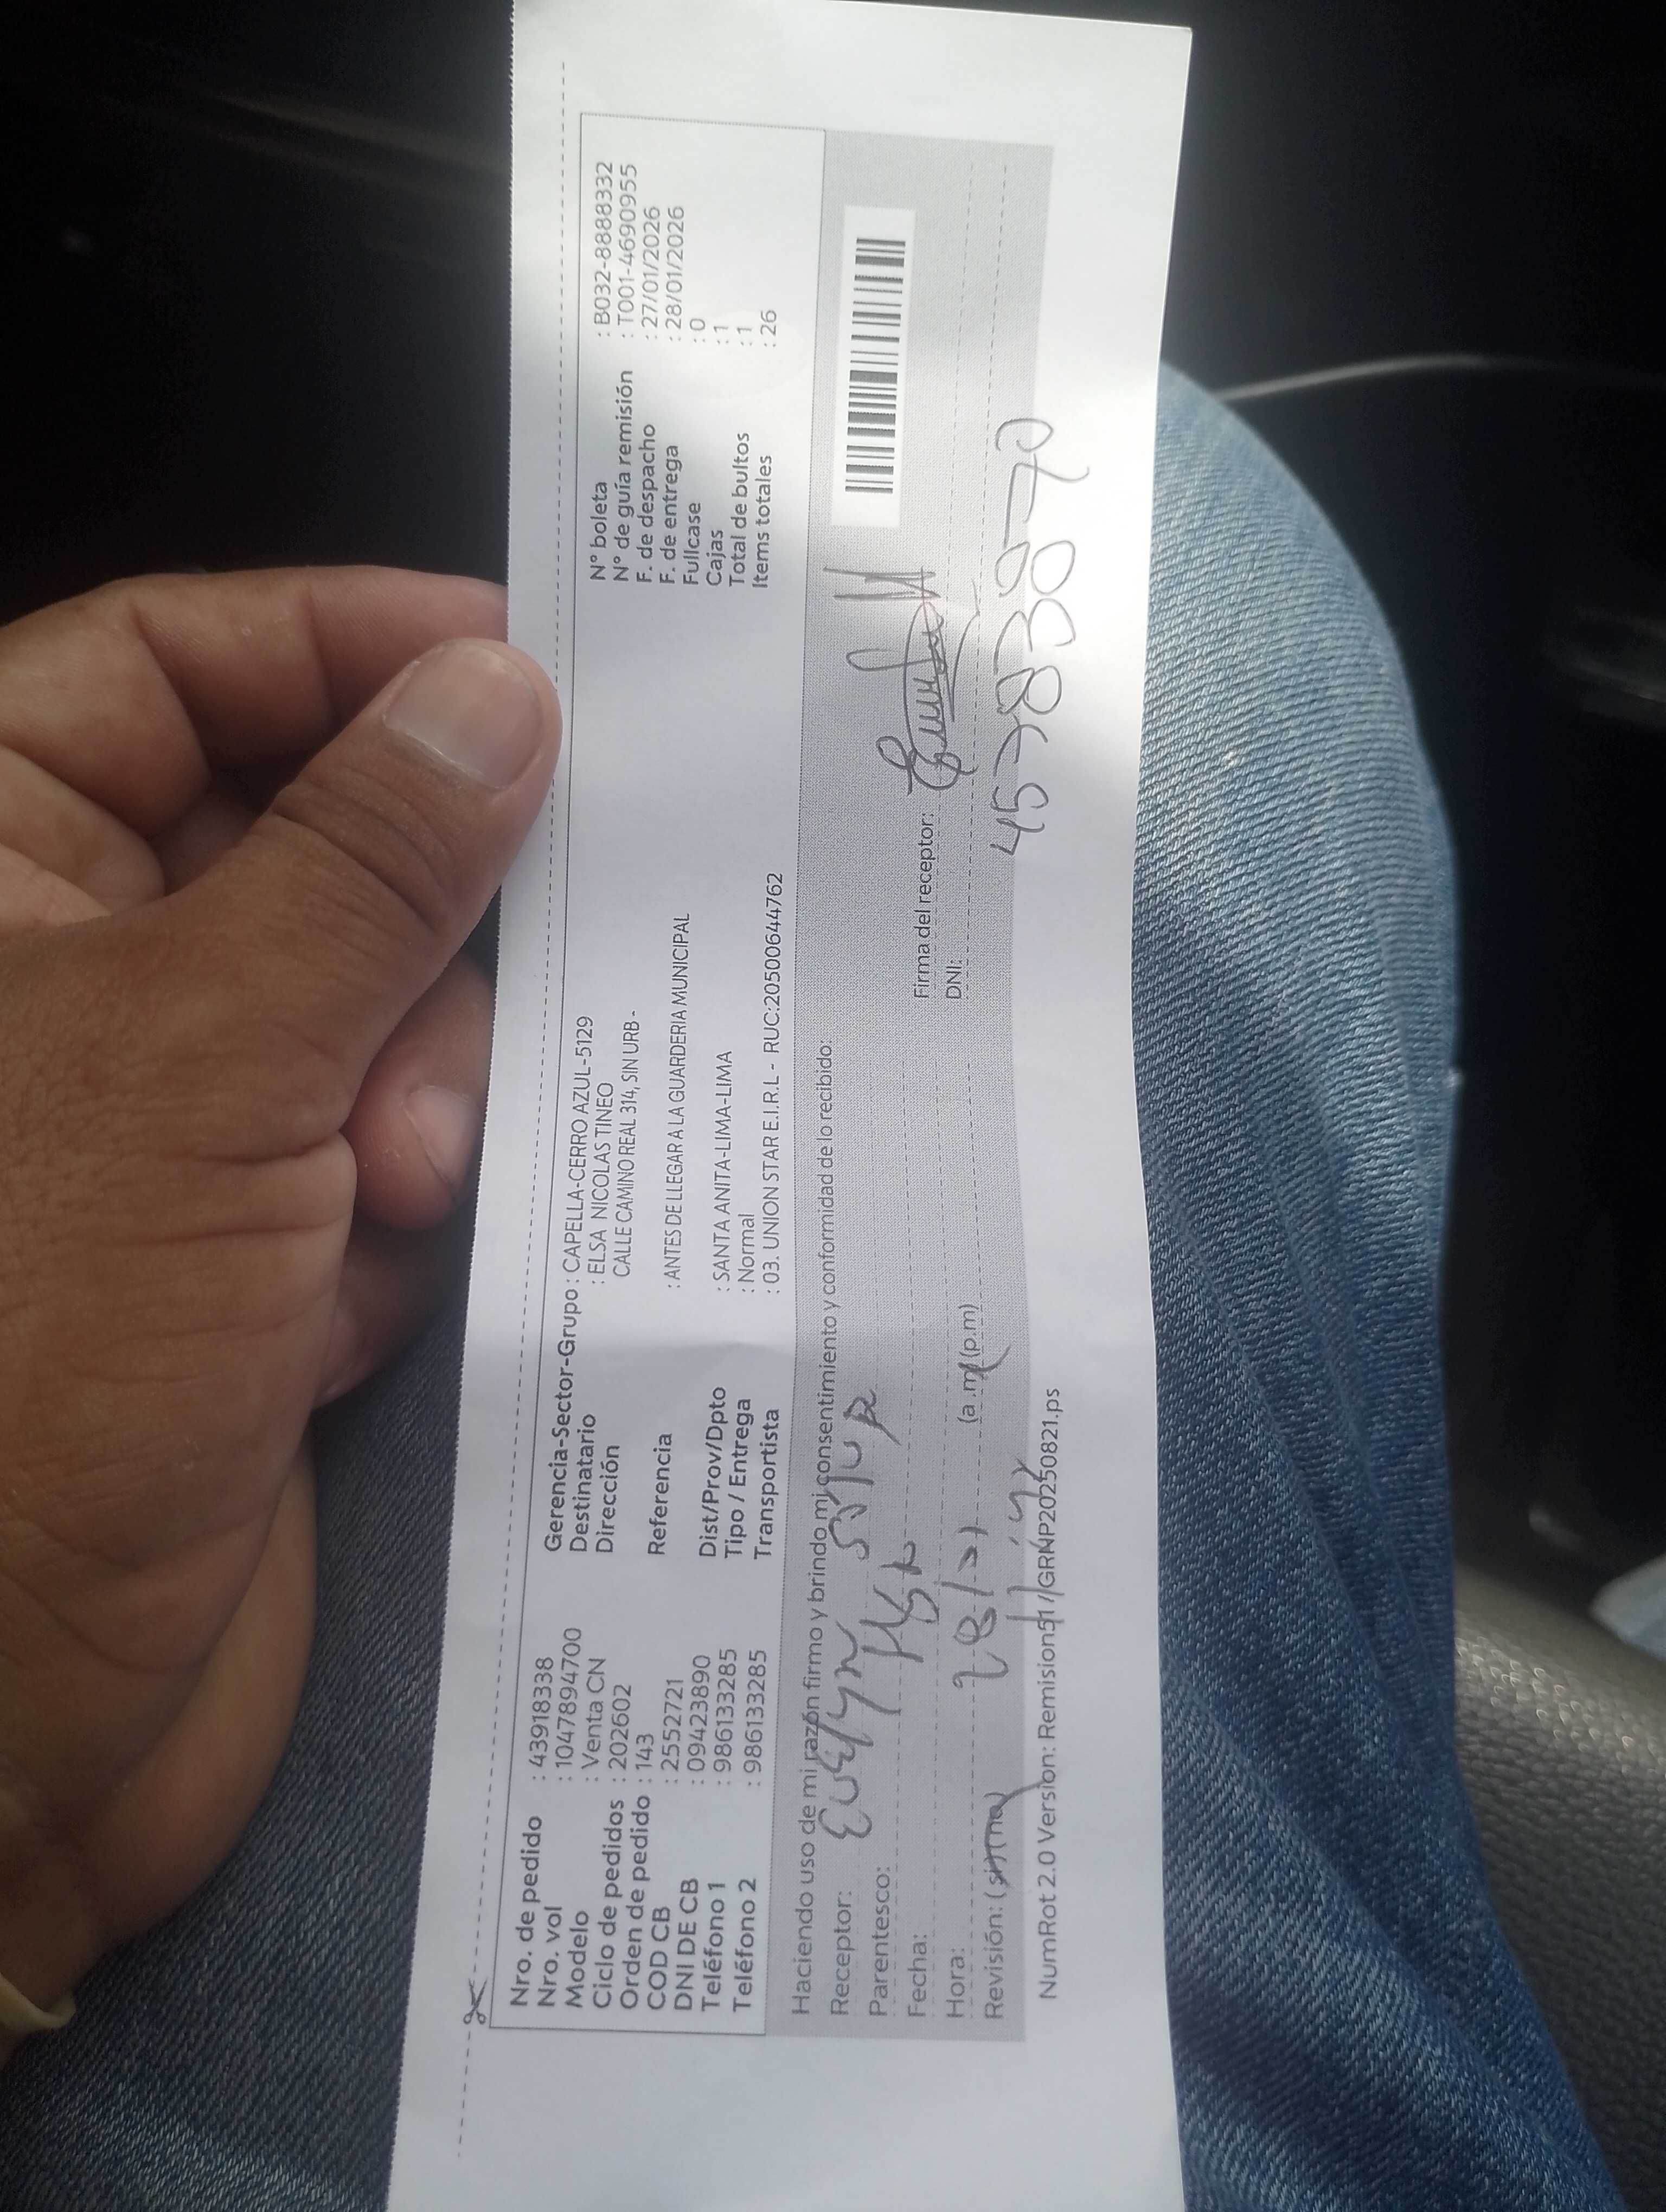 Nro. de pedido : 43918338
Nro. vol : 1047894700
Modelo : Venta CN
Ciclo de pedidos : 202602
Orden de pedido : 143
COD CB : 2552721
DNI DE CB : 09423890
Teléfono 1 : 986133285
Teléfono 2 : 986133285
Gerencia-Sector-Grupo : CAPELLA-CERRO AZUL-5129
Destinatario : ELSA NICOLAS TINEO
Dirección CALLE CAMINO REAL 314, SIN URB -
Referencia : ANTES DE LLEGAR A LA GUARDERIA MUNICIPAL
Dist/Prov/Dpto : SANTA ANITA-LIMA-LIMA
Tipo / Entrega : Normal
Transportista : 03. UNION STAR E.I.R.L - RUC:20500644762
N° boleta : B032-8888332
N° de guía remisión : T001-4690955
F. de despacho : 27/01/2026
F. de entrega : 28/01/2026
Fullcase : 0
Cajas : 1
Total de bultos : 1
Items totales : 26
Haciendo uso de mi razón firmo y brindo mi consentimiento y conformidad de lo recibido:
Receptor:
Parentesco:
Fecha:
Hora: (a.m) (p.m)
Revisión: (si) (no)
Firma del receptor:
DNI:
NumRot 2.0 Version: Remision51//GRNP20250821.ps